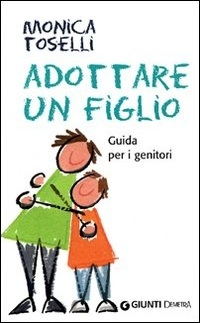 MONICA
TOSELLI
ADOTTARE
UN FIGLIO
Guida
per i genitori
GIUNTI DEMETRA